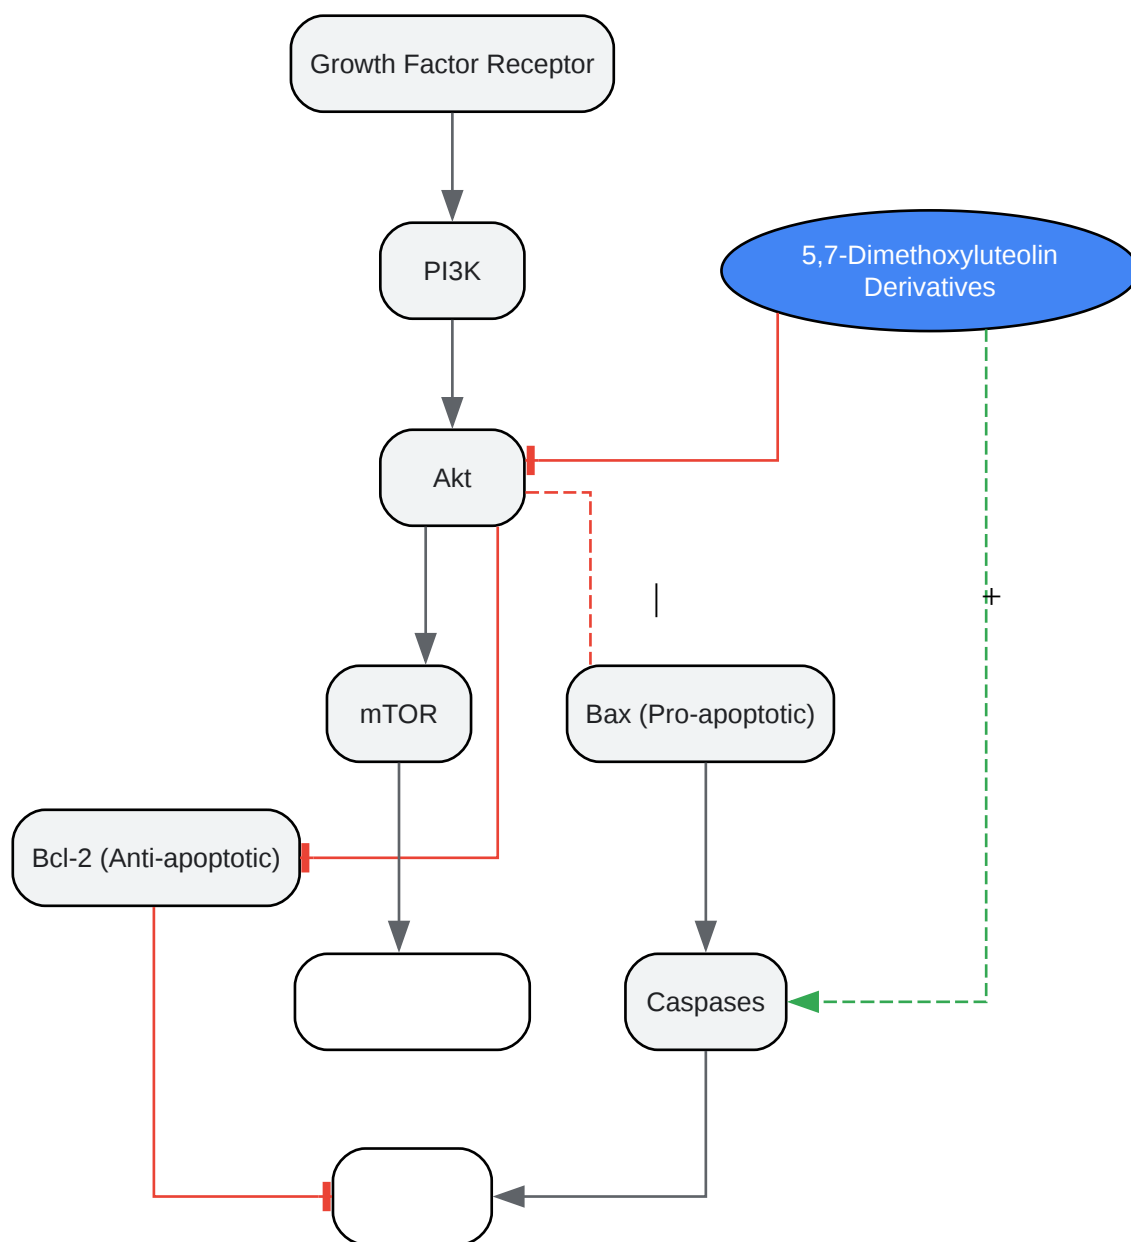 Growth Factor Receptor
PI3K
5,7-Dimethoxyluteolin
Derivatives
Akt
|
+
mTOR
Bax (Pro-apoptotic)
Bcl-2 (Anti-apoptotic)
Caspases